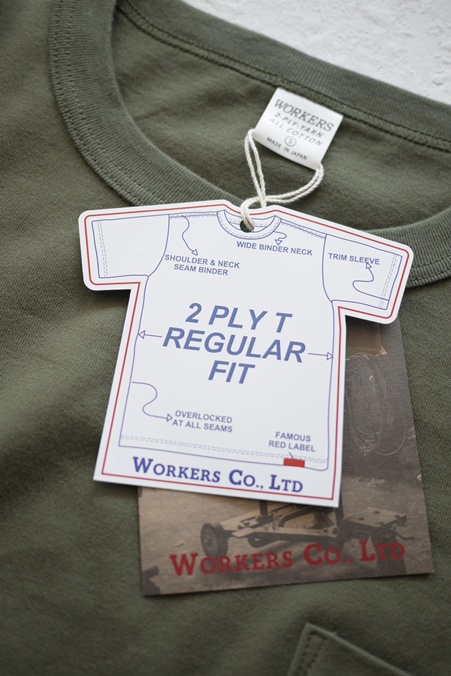 WORKERS
2-PLY-YARN
ALL COTTON
S
MADE IN JAPAN
WIDE BINDER NECK
SHOULDER & NECK
SEAM BINDER
TRIM SLEEVE
2 PLY T
REGULAR
FIT
OVERLOCKED
AT ALL SEAMS
FAMOUS
RED LABEL
WORKERS CO., LTD
WORKERS CO., LTD